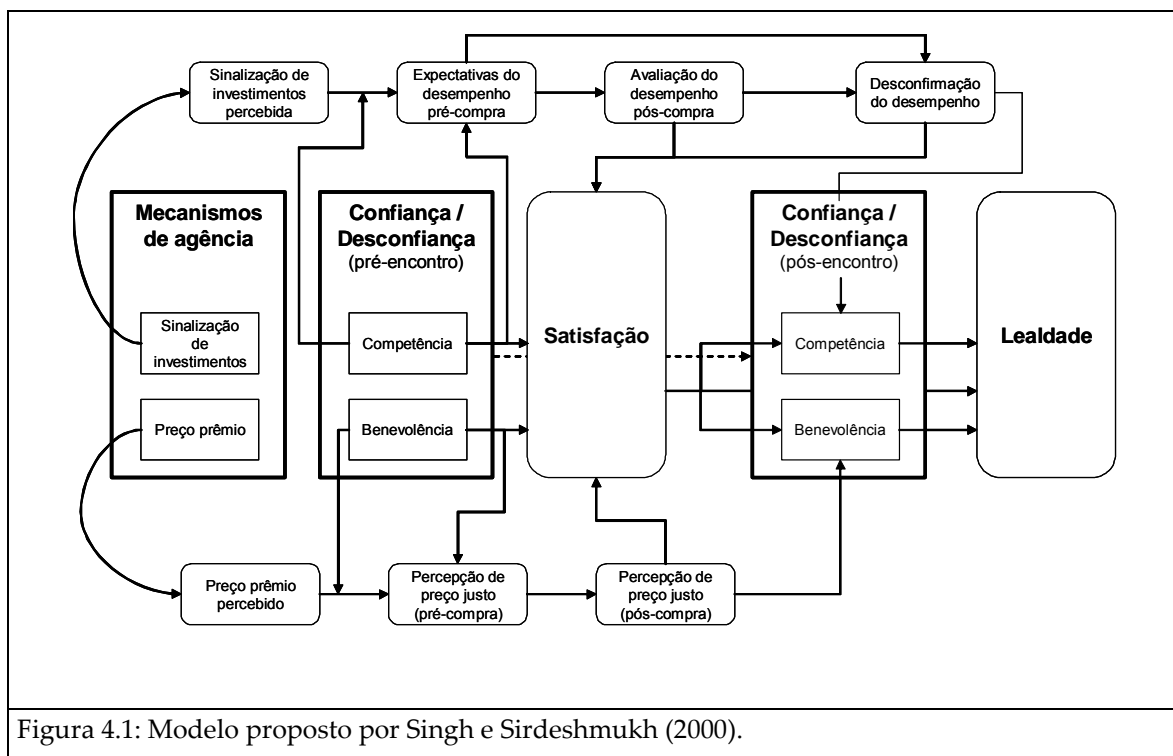 Sinalização de
investimentos
percebida
Expectativas do
desempenho
pré-compra
Avaliação do
desempenho
pós-compra
Desconfirmação
do desempenho
Mecanismos
de agência
Sinalização
de
investimentos
Preço prêmio
Confiança /
Desconfiança
(pré-encontro)
Competência
Benevolência
Satisfação
Confiança /
Desconfiança
(pós-encontro)
Competência
Benevolência
Lealdade
Preço prêmio
percebido
Percepção de
preço justo
(pré-compra)
Percepção de
preço justo
(pós-compra)
Figura 4.1: Modelo proposto por Singh e Sirdeshmukh (2000).